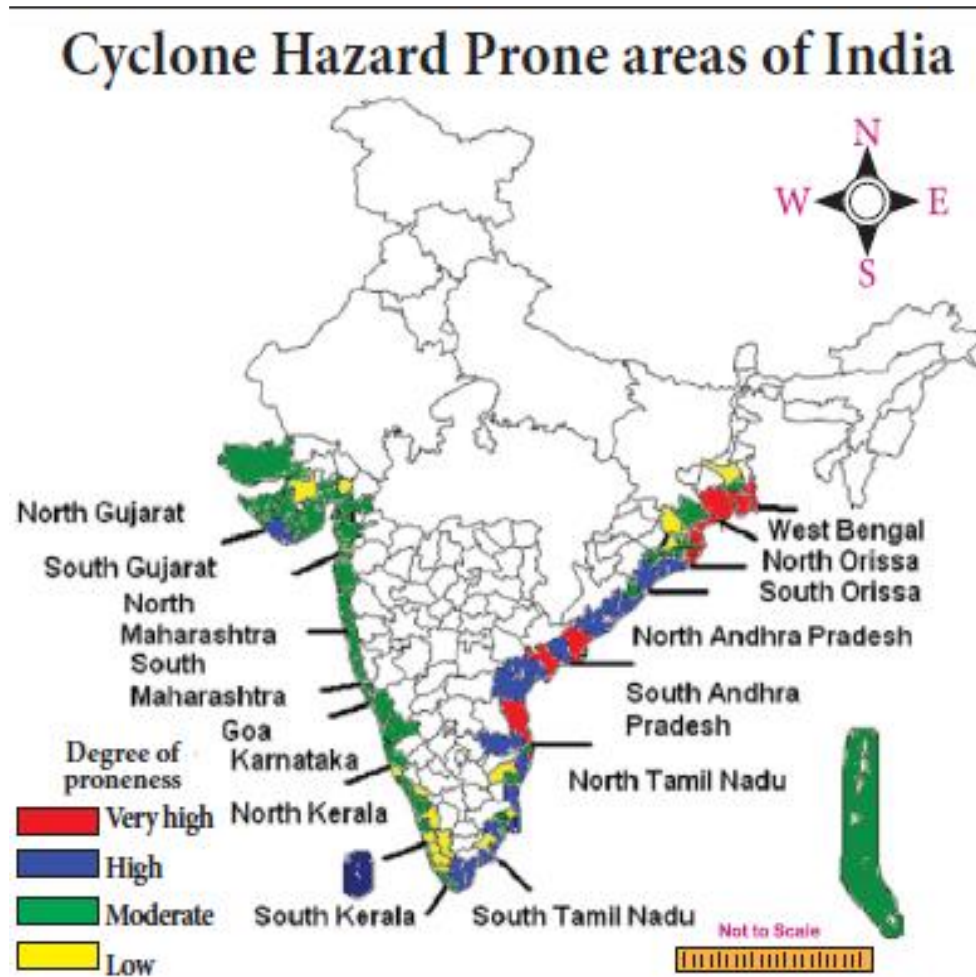 Cyclone Hazard Prone areas of India
N
W
E
S
North Gujarat
South Gujarat
North
Maharashtra
South
Maharashtra
Goa
Karnataka
North Kerala
South Kerala
West Bengal
North Orissa
South Orissa
North Andhra Pradesh
South Andhra
Pradesh
North Tamil Nadu
South Tamil Nadu
Degree of
proneness
Very high
High
Moderate
Low
Not to Scale